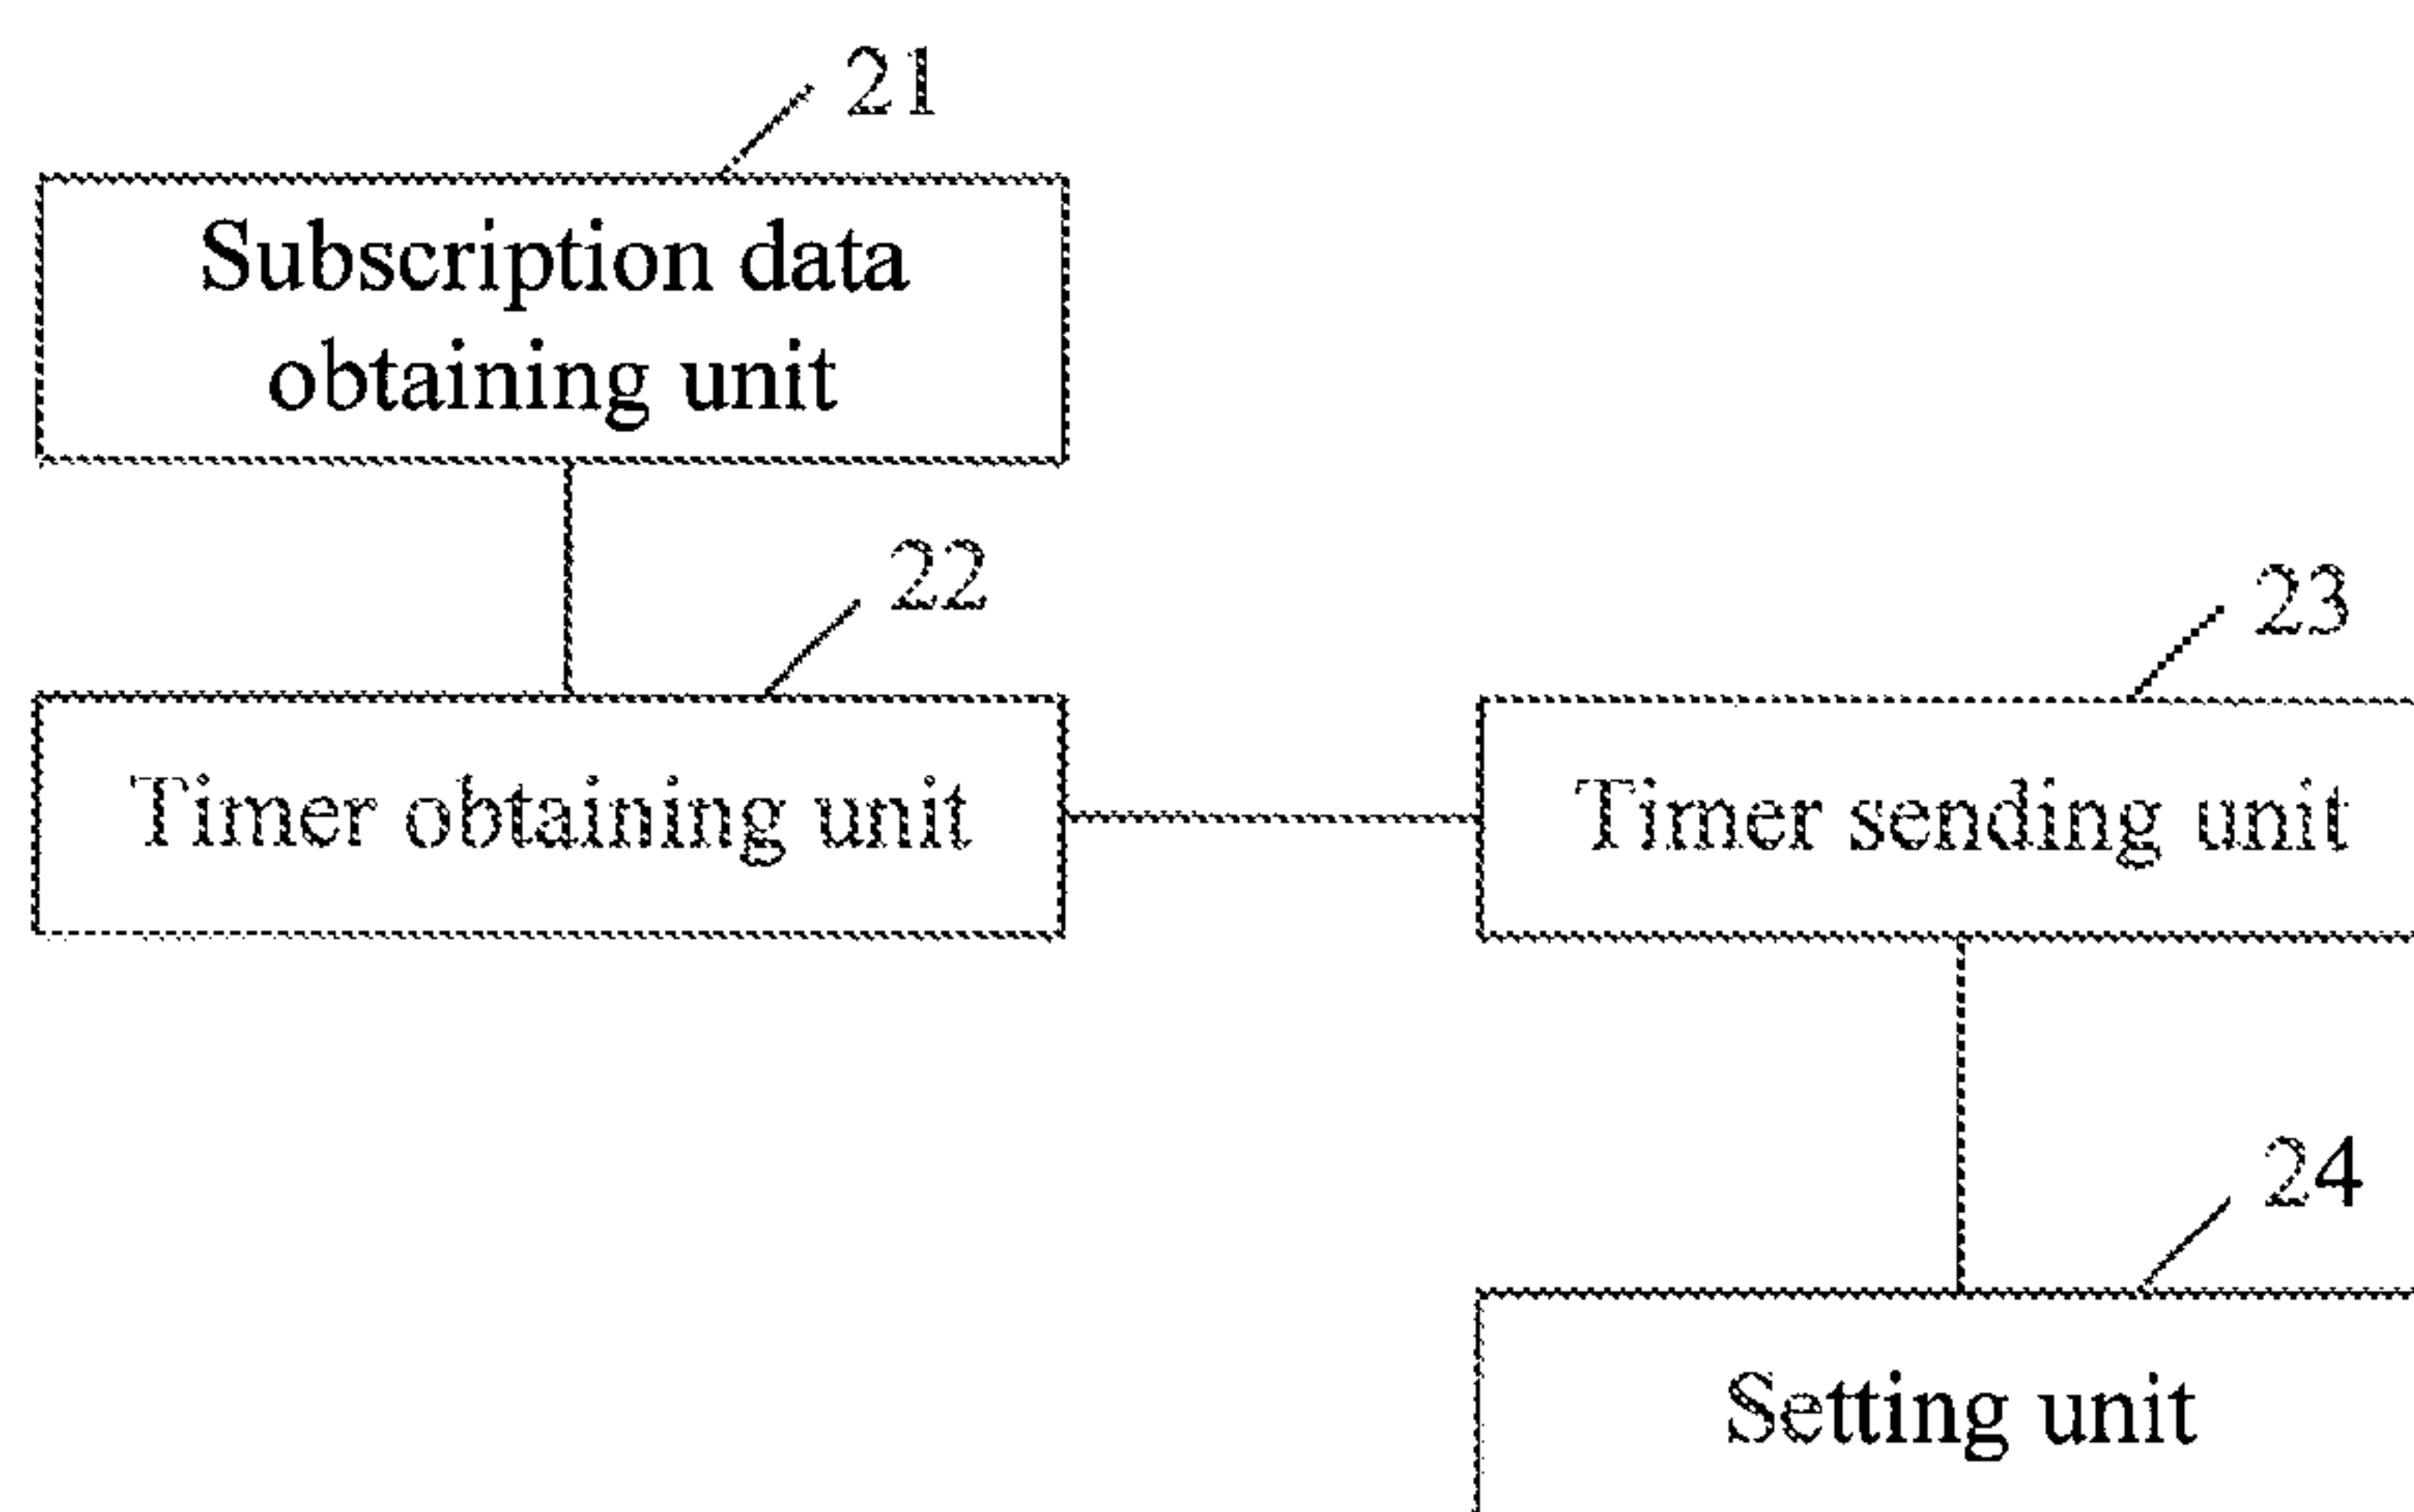 21
Subscription data
obtaining unit
22
23
Timer obtaining unit
Timer sending unit
24
Setting unit